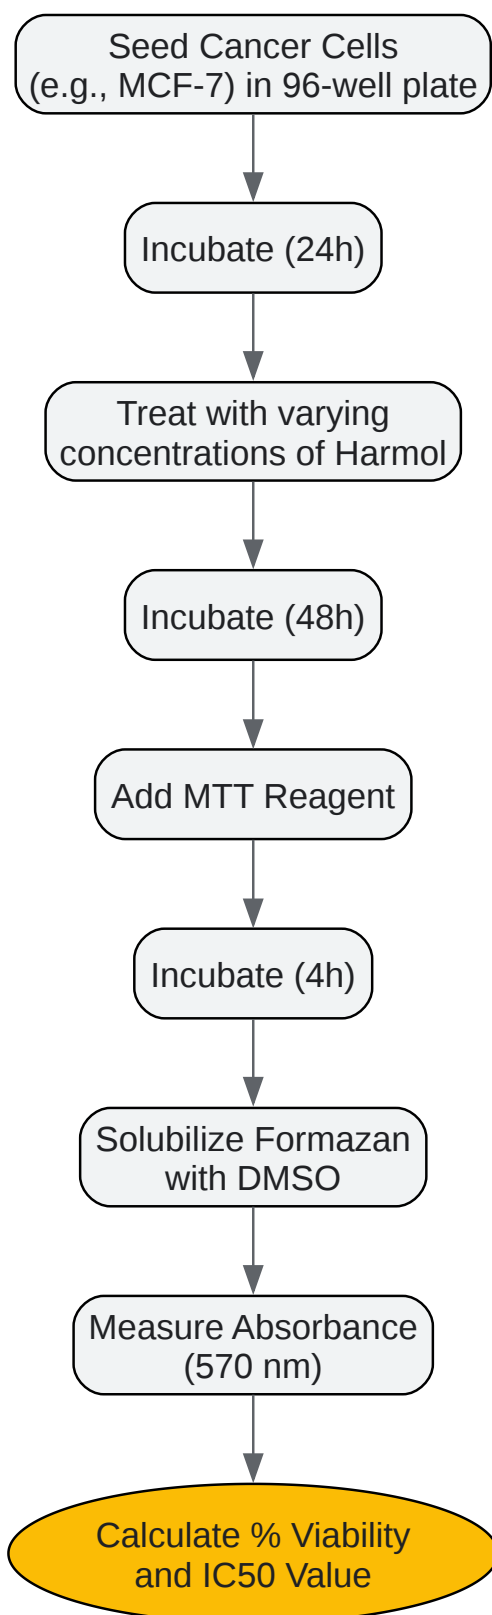 Seed Cancer Cells
(e.g., MCF-7) in 96-well plate
Incubate (24h)
Treat with varying
concentrations of Harmol
Incubate (48h)
Add MTT Reagent
Incubate (4h)
Solubilize Formazan
with DMSO
Measure Absorbance
(570 nm)
Calculate % Viability
and IC50 Value